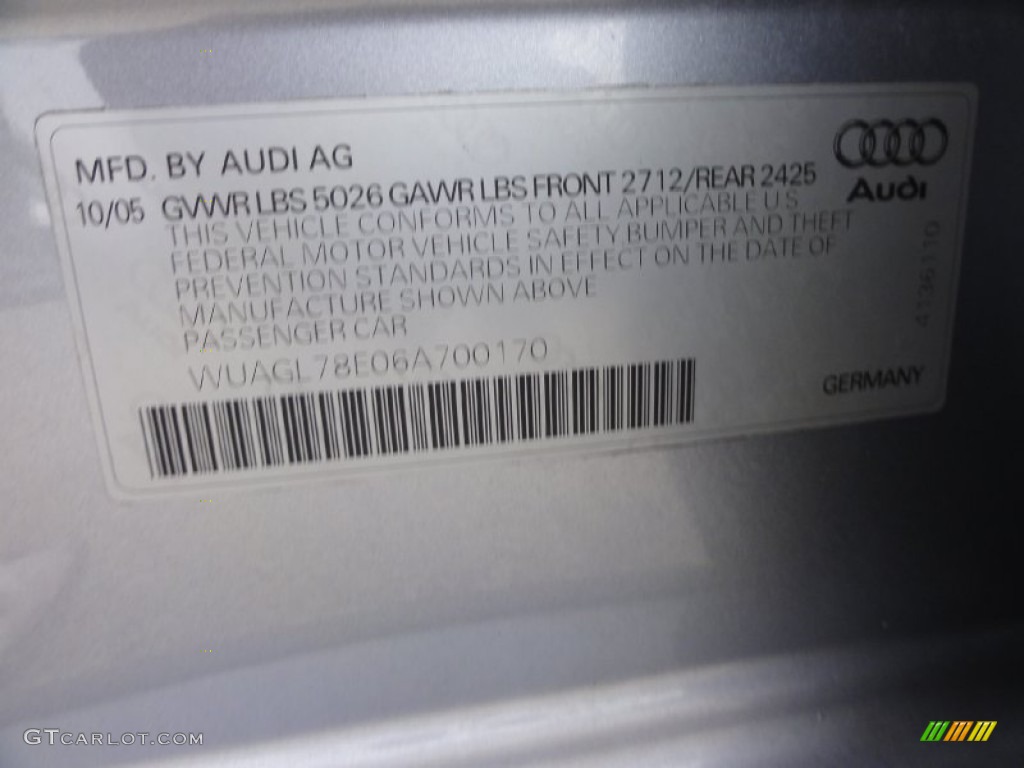 MFD. BY AUDI AG
10/05 GVWR LBS 5026 GAWR LBS FRONT 2712/REAR 2425
THIS VEHICLE CONFORMS TO ALL APPLICABLE U S
FEDERAL MOTOR VEHICLE SAFETY, BUMPER AND THEFT
PREVENTION STANDARDS IN EFFECT ON THE DATE OF
MANUFACTURE SHOWN ABOVE
PASSENGER CAR
WUAGL78E06A700170
Audi
4136110
GERMANY
GTCARLOT.COM